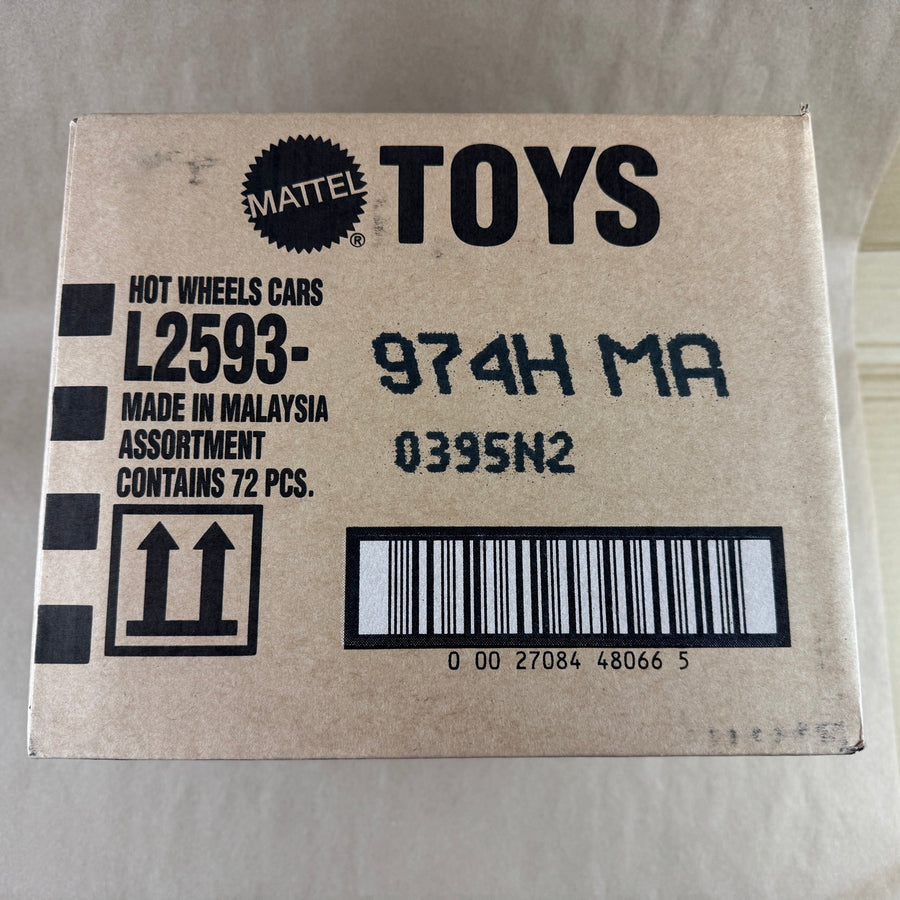 MATTEL® TOYS
HOT WHEELS CARS
L2593-
974H MA
MADE IN MALAYSIA
0395N2
ASSORTMENT
CONTAINS 72 PCS.
0 00 27084 48066 5